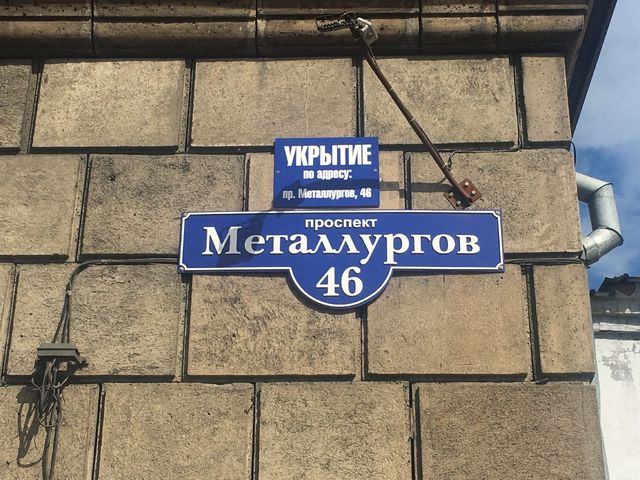 УКРЫТИЕ
по адресу:
пр. Металлургов, 46
проспект
Металлургов
46